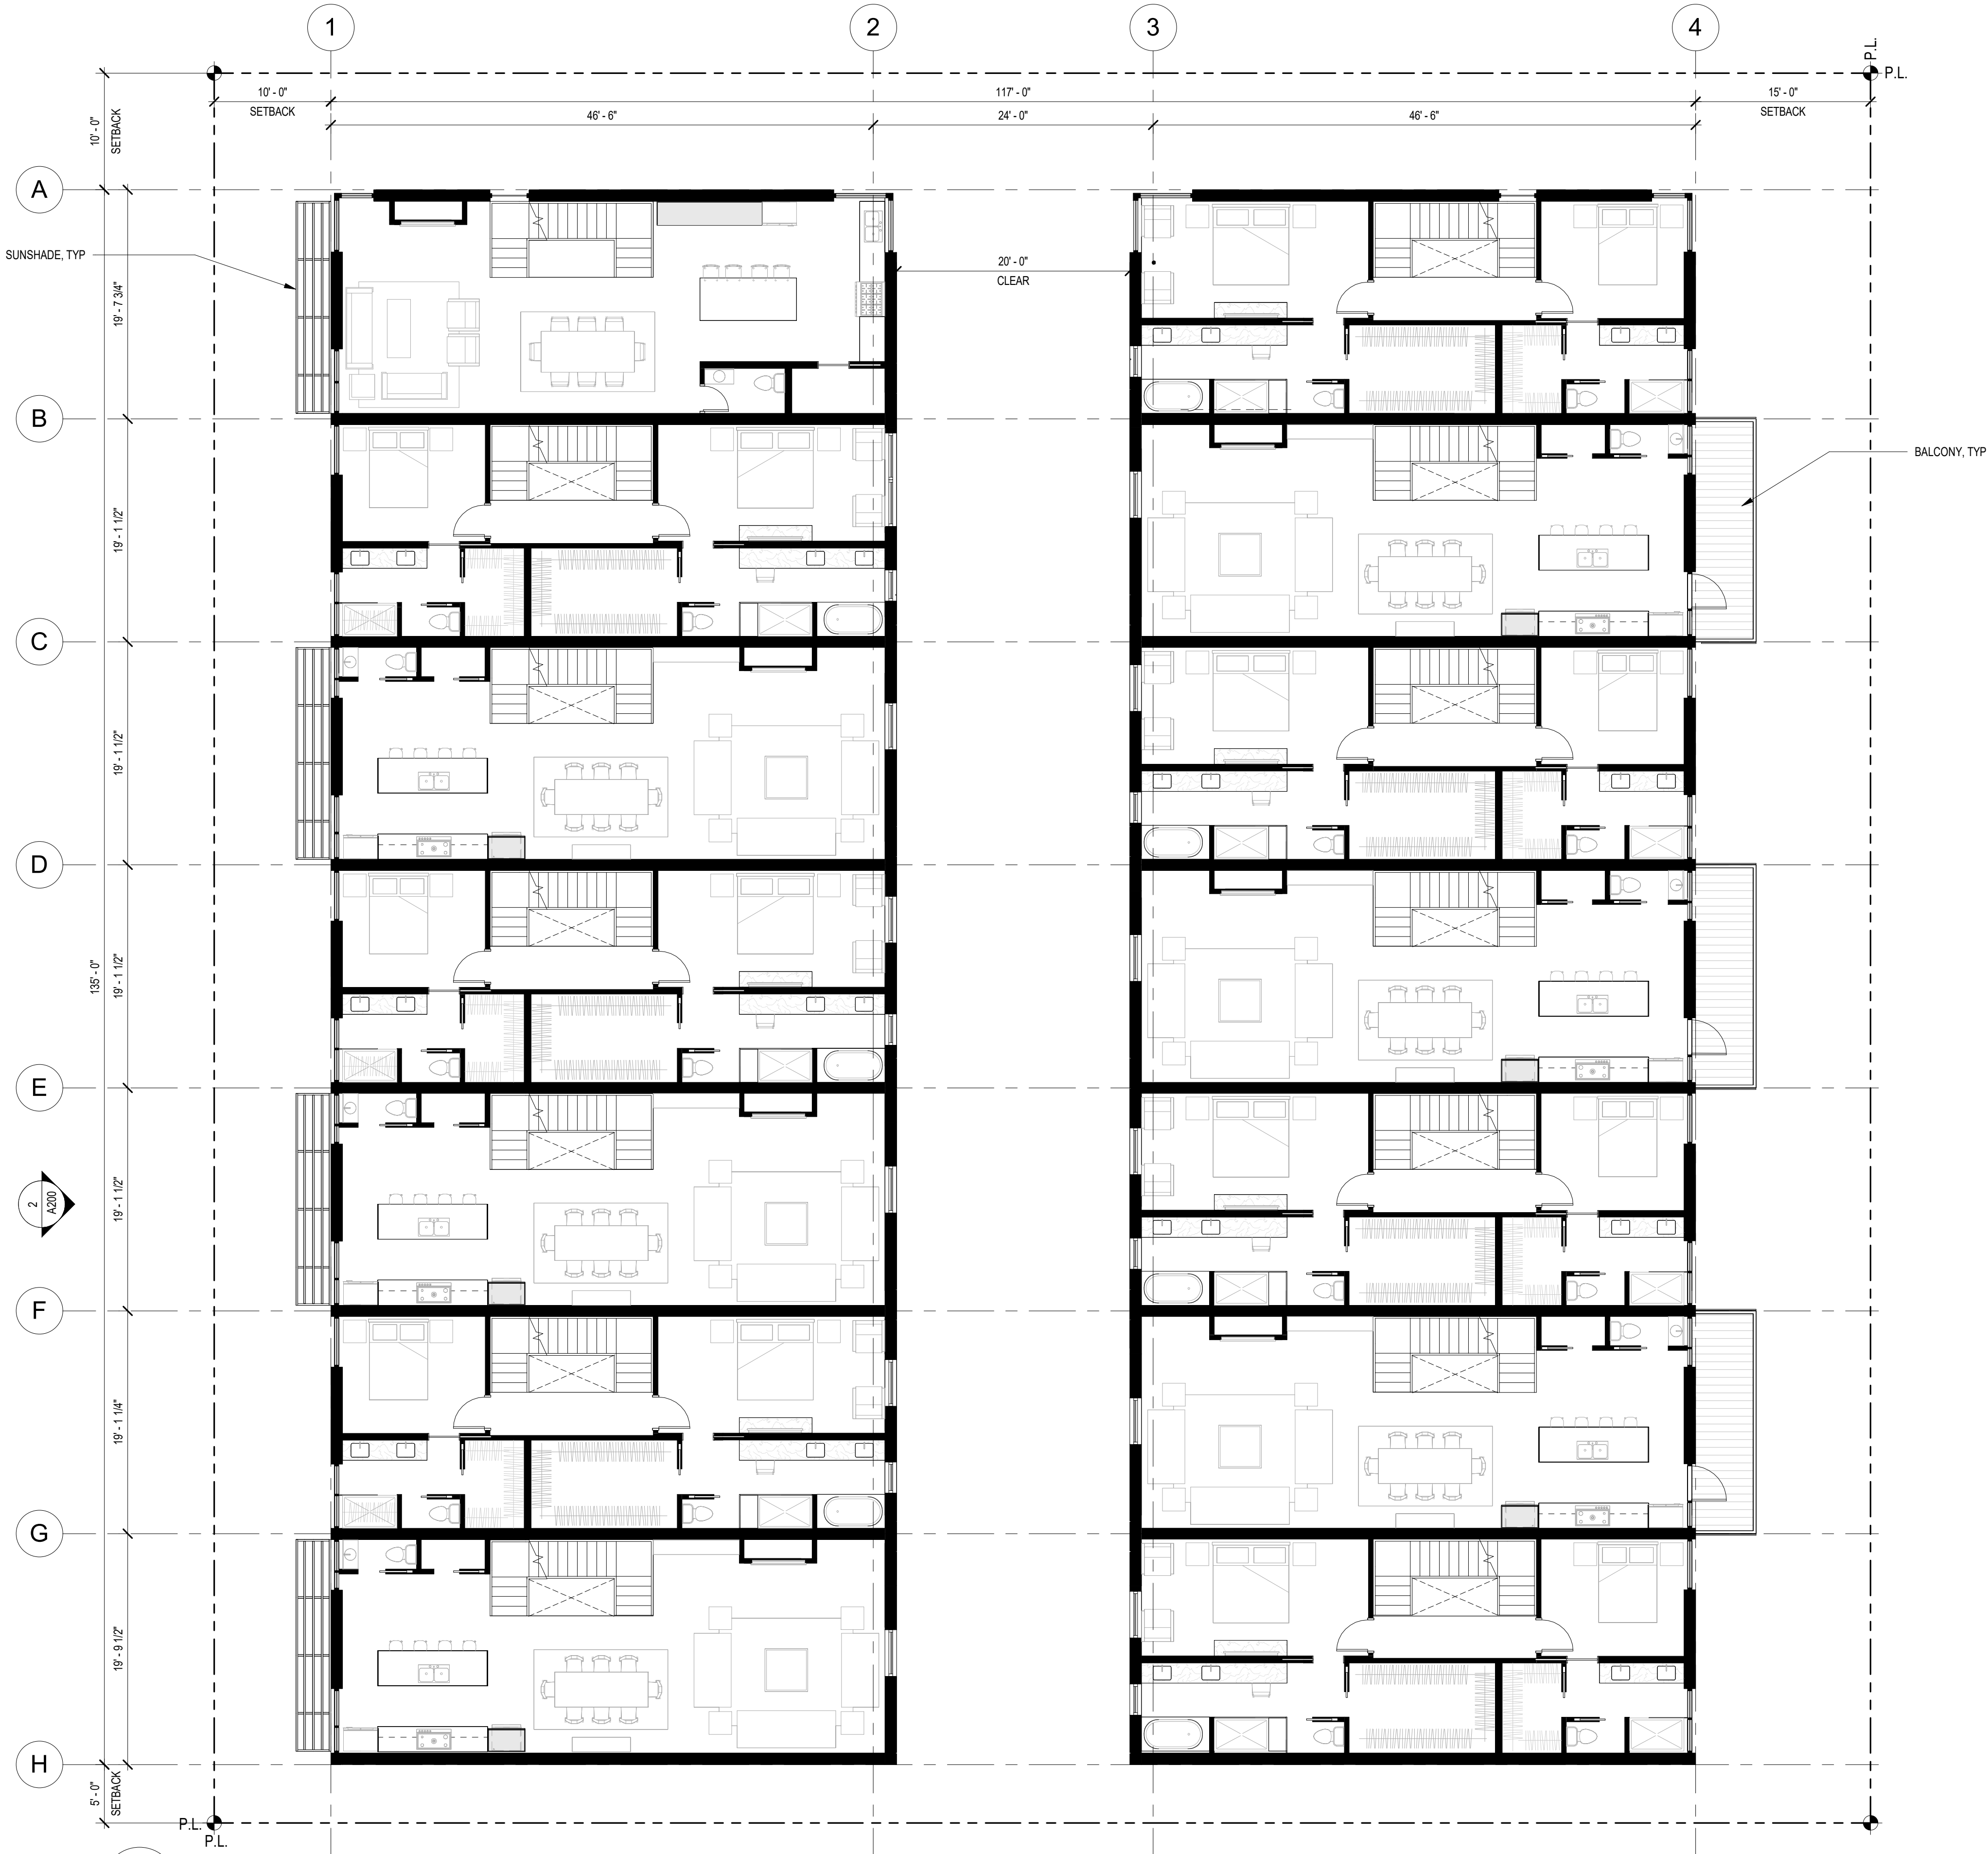 1
2
3
4
P.L.
P.L.
10' - 0"
SETBACK
117' - 0"
15' - 0"
SETBACK
46' - 6"
24' - 0"
46' - 6"
10' - 0"
SETBACK
A
SUNSHADE, TYP
19' - 7 3/4"
20' - 0"
CLEAR
B
BALCONY, TYP
19' - 1 1/2"
C
19' - 1 1/2"
D
135' - 0"
19' - 1 1/2"
E
2
A200
19' - 1 1/2"
F
19' - 1 1/4"
G
19' - 9 1/2"
H
5' - 0"
SETBACK
P.L.
P.L.